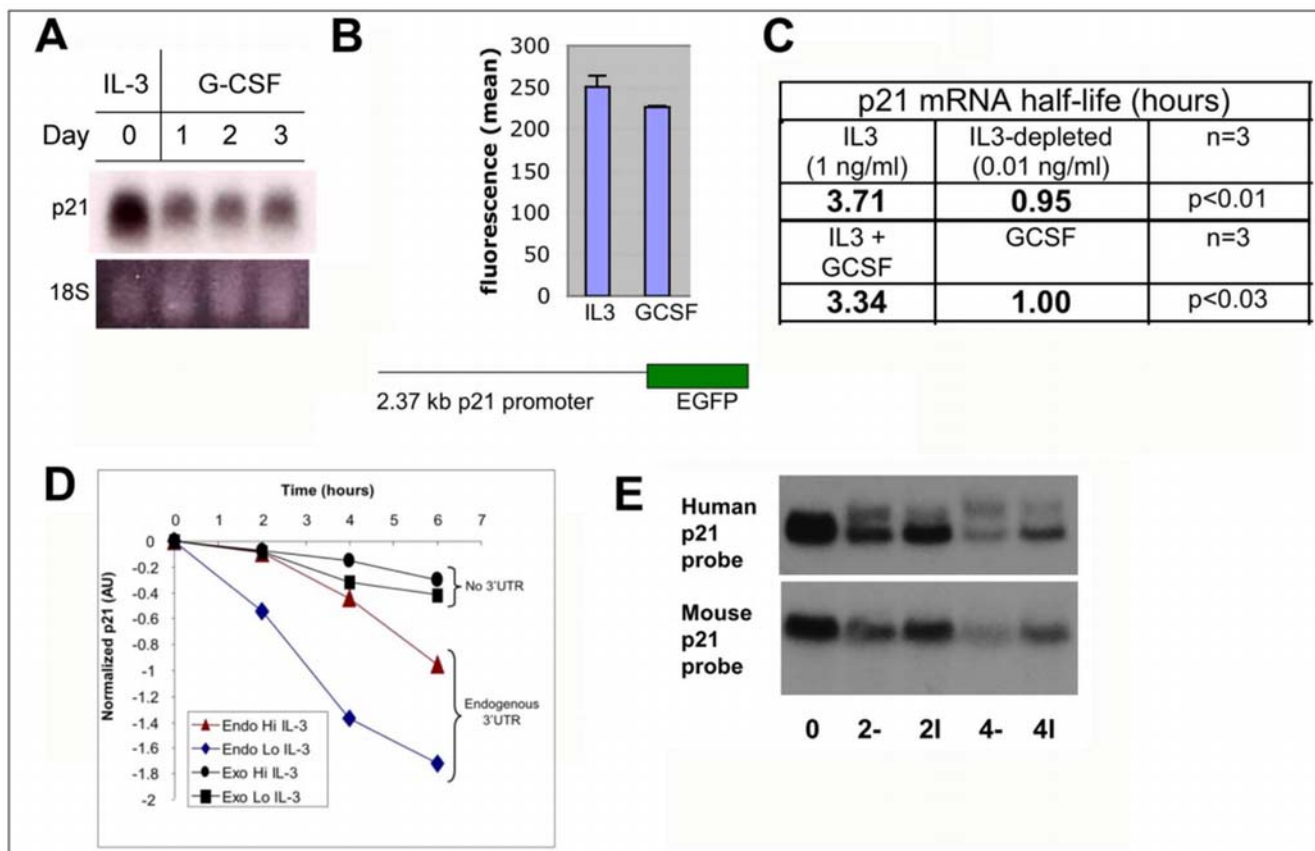 A
IL-3 G-CSF
Day 0 1 2 3
p21
18S
B
fluorescence (mean)
300
250
200
150
100
50
0
IL3 GCSF
2.37 kb p21 promoter EGFP
C
p21 mRNA half-life (hours)
IL3 IL3-depleted n=3
(1 ng/ml) (0.01 ng/ml)
3.71 0.95 p<0.01
IL3 + GCSF n=3
GCSF
3.34 1.00 p<0.03
D
Time (hours)
0 1 2 3 4 5 6 7
Normalized p21 (AU)
0
-0.2
-0.4
-0.6
-0.8
-1
-1.2
-1.4
-1.6
-1.8
-2
No 3'UTR
Endogenous
3'UTR
Endo Hi IL-3
Endo Lo IL-3
Exo Hi IL-3
Exo Lo IL-3
E
Human
p21
probe
Mouse
p21
probe
0 2- 2I 4- 4I